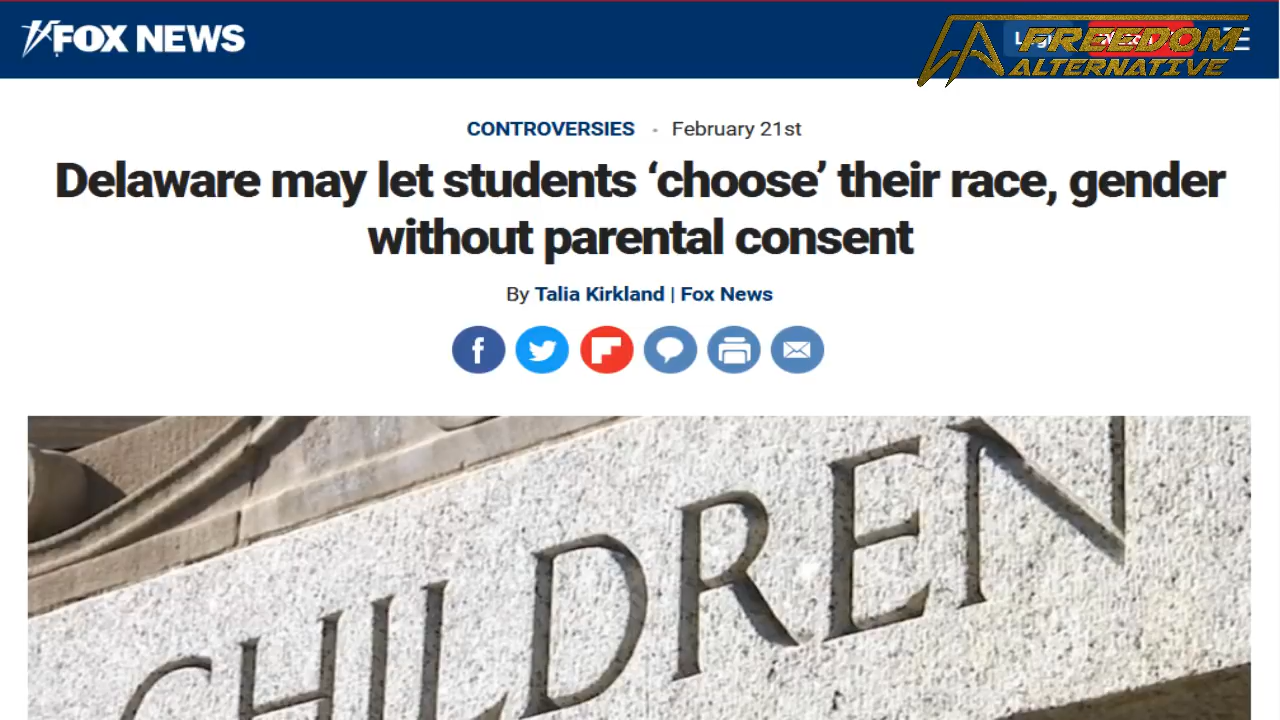 FOX NEWS
FREEDOM
ALTERNATIVE
CONTROVERSIES · February 21st
Delaware may let students ‘choose’ their race, gender
without parental consent
By Talia Kirkland | Fox News
CHILDREN